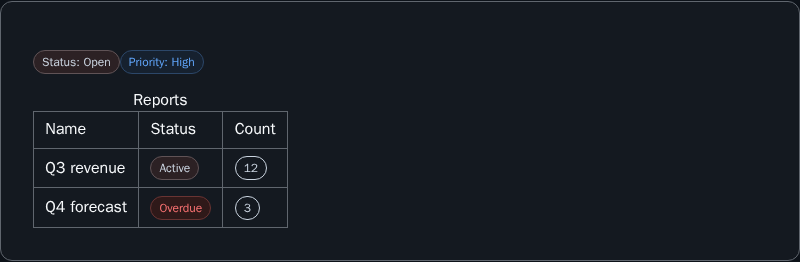 Status: Open Priority: High
Reports
Name Status Count
Q3 revenue Active 12
Q4 forecast Overdue 3